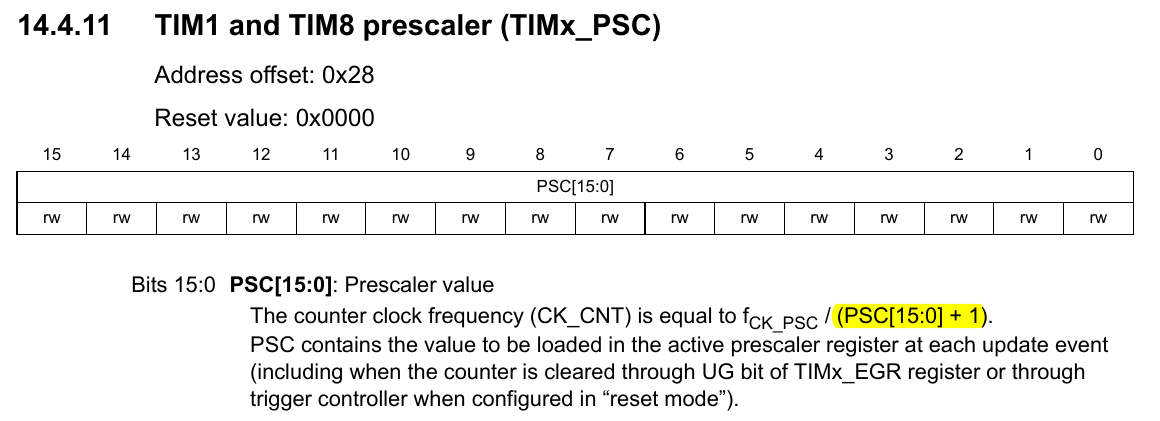 14.4.11 TIM1 and TIM8 prescaler (TIMx_PSC)
Address offset: 0x28
Reset value: 0x0000
15 14 13 12 11 10 9 8 7 6 5 4 3 2 1 0
PSC[15:0]
rw rw rw rw rw rw rw rw rw rw rw rw rw rw rw rw
Bits 15:0 PSC[15:0]: Prescaler value
The counter clock frequency (CK_CNT) is equal to fCK_PSC / (PSC[15:0] + 1).
PSC contains the value to be loaded in the active prescaler register at each update event
(including when the counter is cleared through UG bit of TIMx_EGR register or through
trigger controller when configured in “reset mode”).